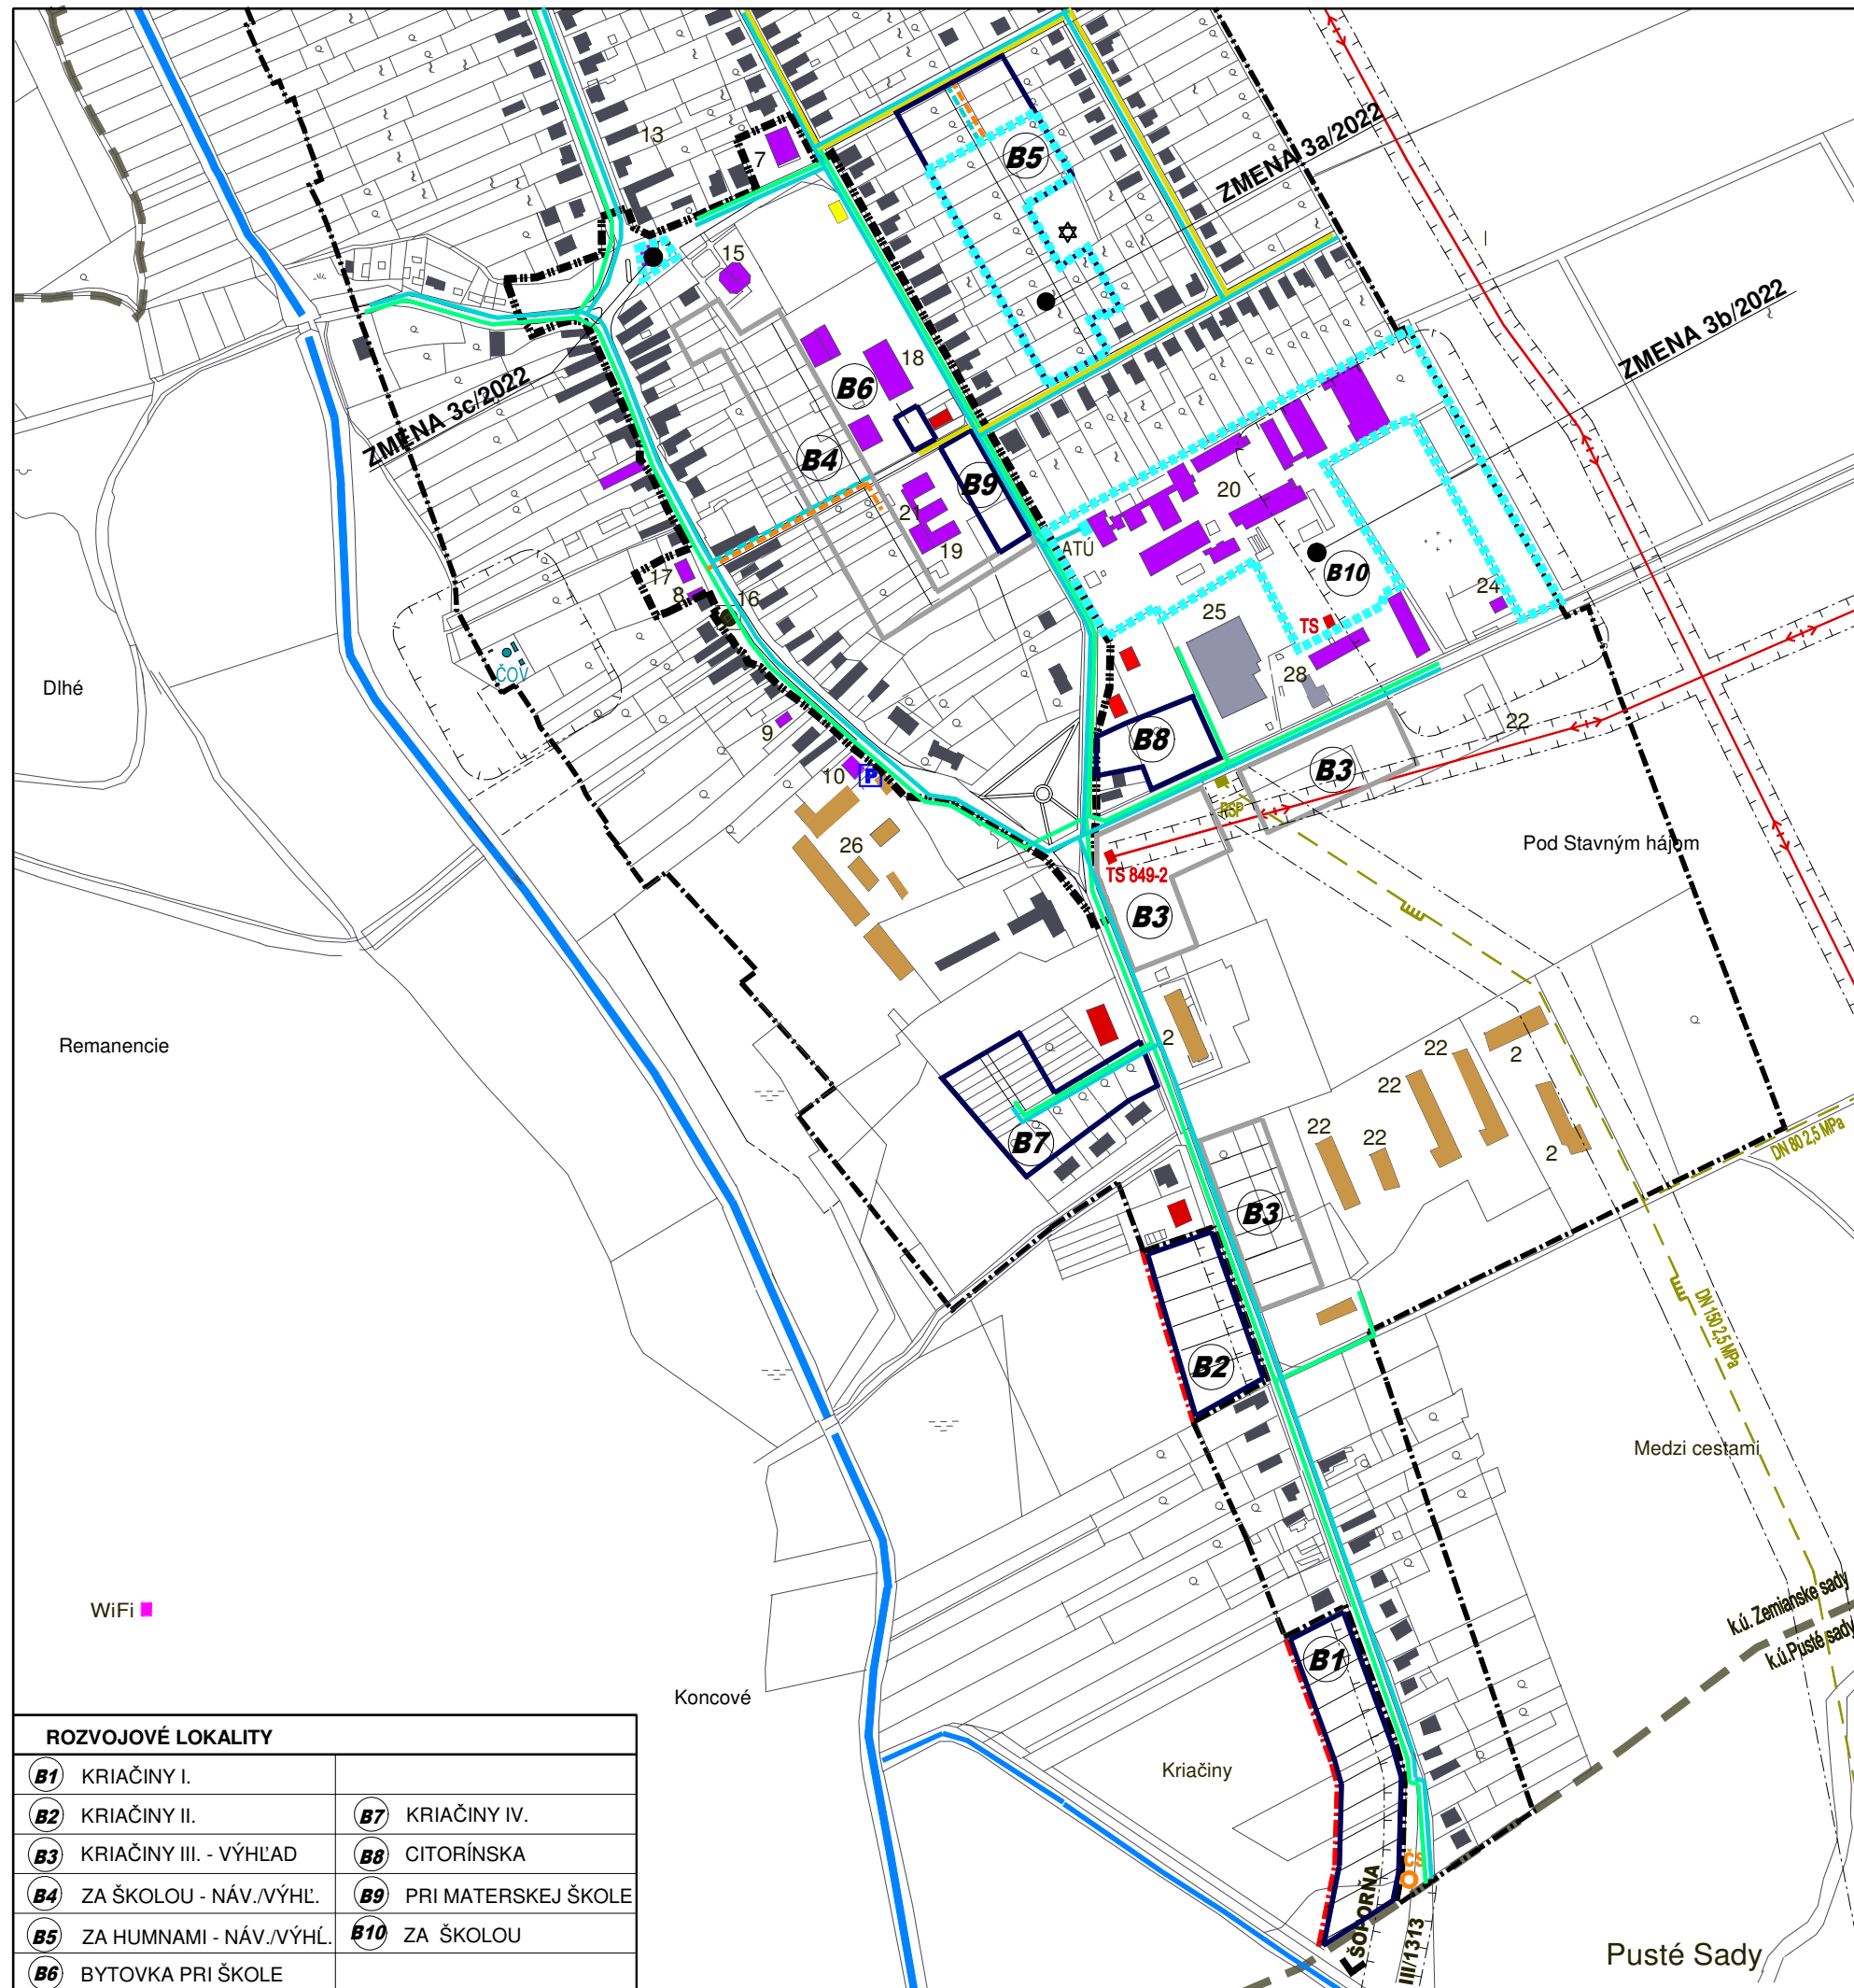 13
7
B5
ZMENA 3a/2022
15
ZMENA 3b/2022
18
B6
ZMENA 3c/2022
B4
B9
20
21
19
ATÚ
B10
17
8
16
24
25
TS
ČOV
28
Dlhé
9
22
B8
B3
10
P
RSP
26
Pod Stavným hájom
TS 849-2
B3
2
Remanencie
22
2
22
22
22
2
B7
DN 80 2,5 MPa
B3
DN 150 2,5 MPa
B2
Medzi cestami
WiFi
k.ú. Zemianske sady
k.ú.Pusté sady
B1
Koncové
Kriačiny
ČS
ŠOPORŇA
III/1313
Pusté Sady
ROZVOJOVÉ LOKALITY
B1 KRIAČINY I.
B2 KRIAČINY II.
B7 KRIAČINY IV.
B3 KRIAČINY III. - VÝHĽAD
B8 CITORÍNSKA
B4 ZA ŠKOLOU - NÁV./VÝHĽ.
B9 PRI MATERSKEJ ŠKOLE
B5 ZA HUMNAMI - NÁV./VÝHĹ.
B10 ZA ŠKOLOU
B6 BYTOVKA PRI ŠKOLE